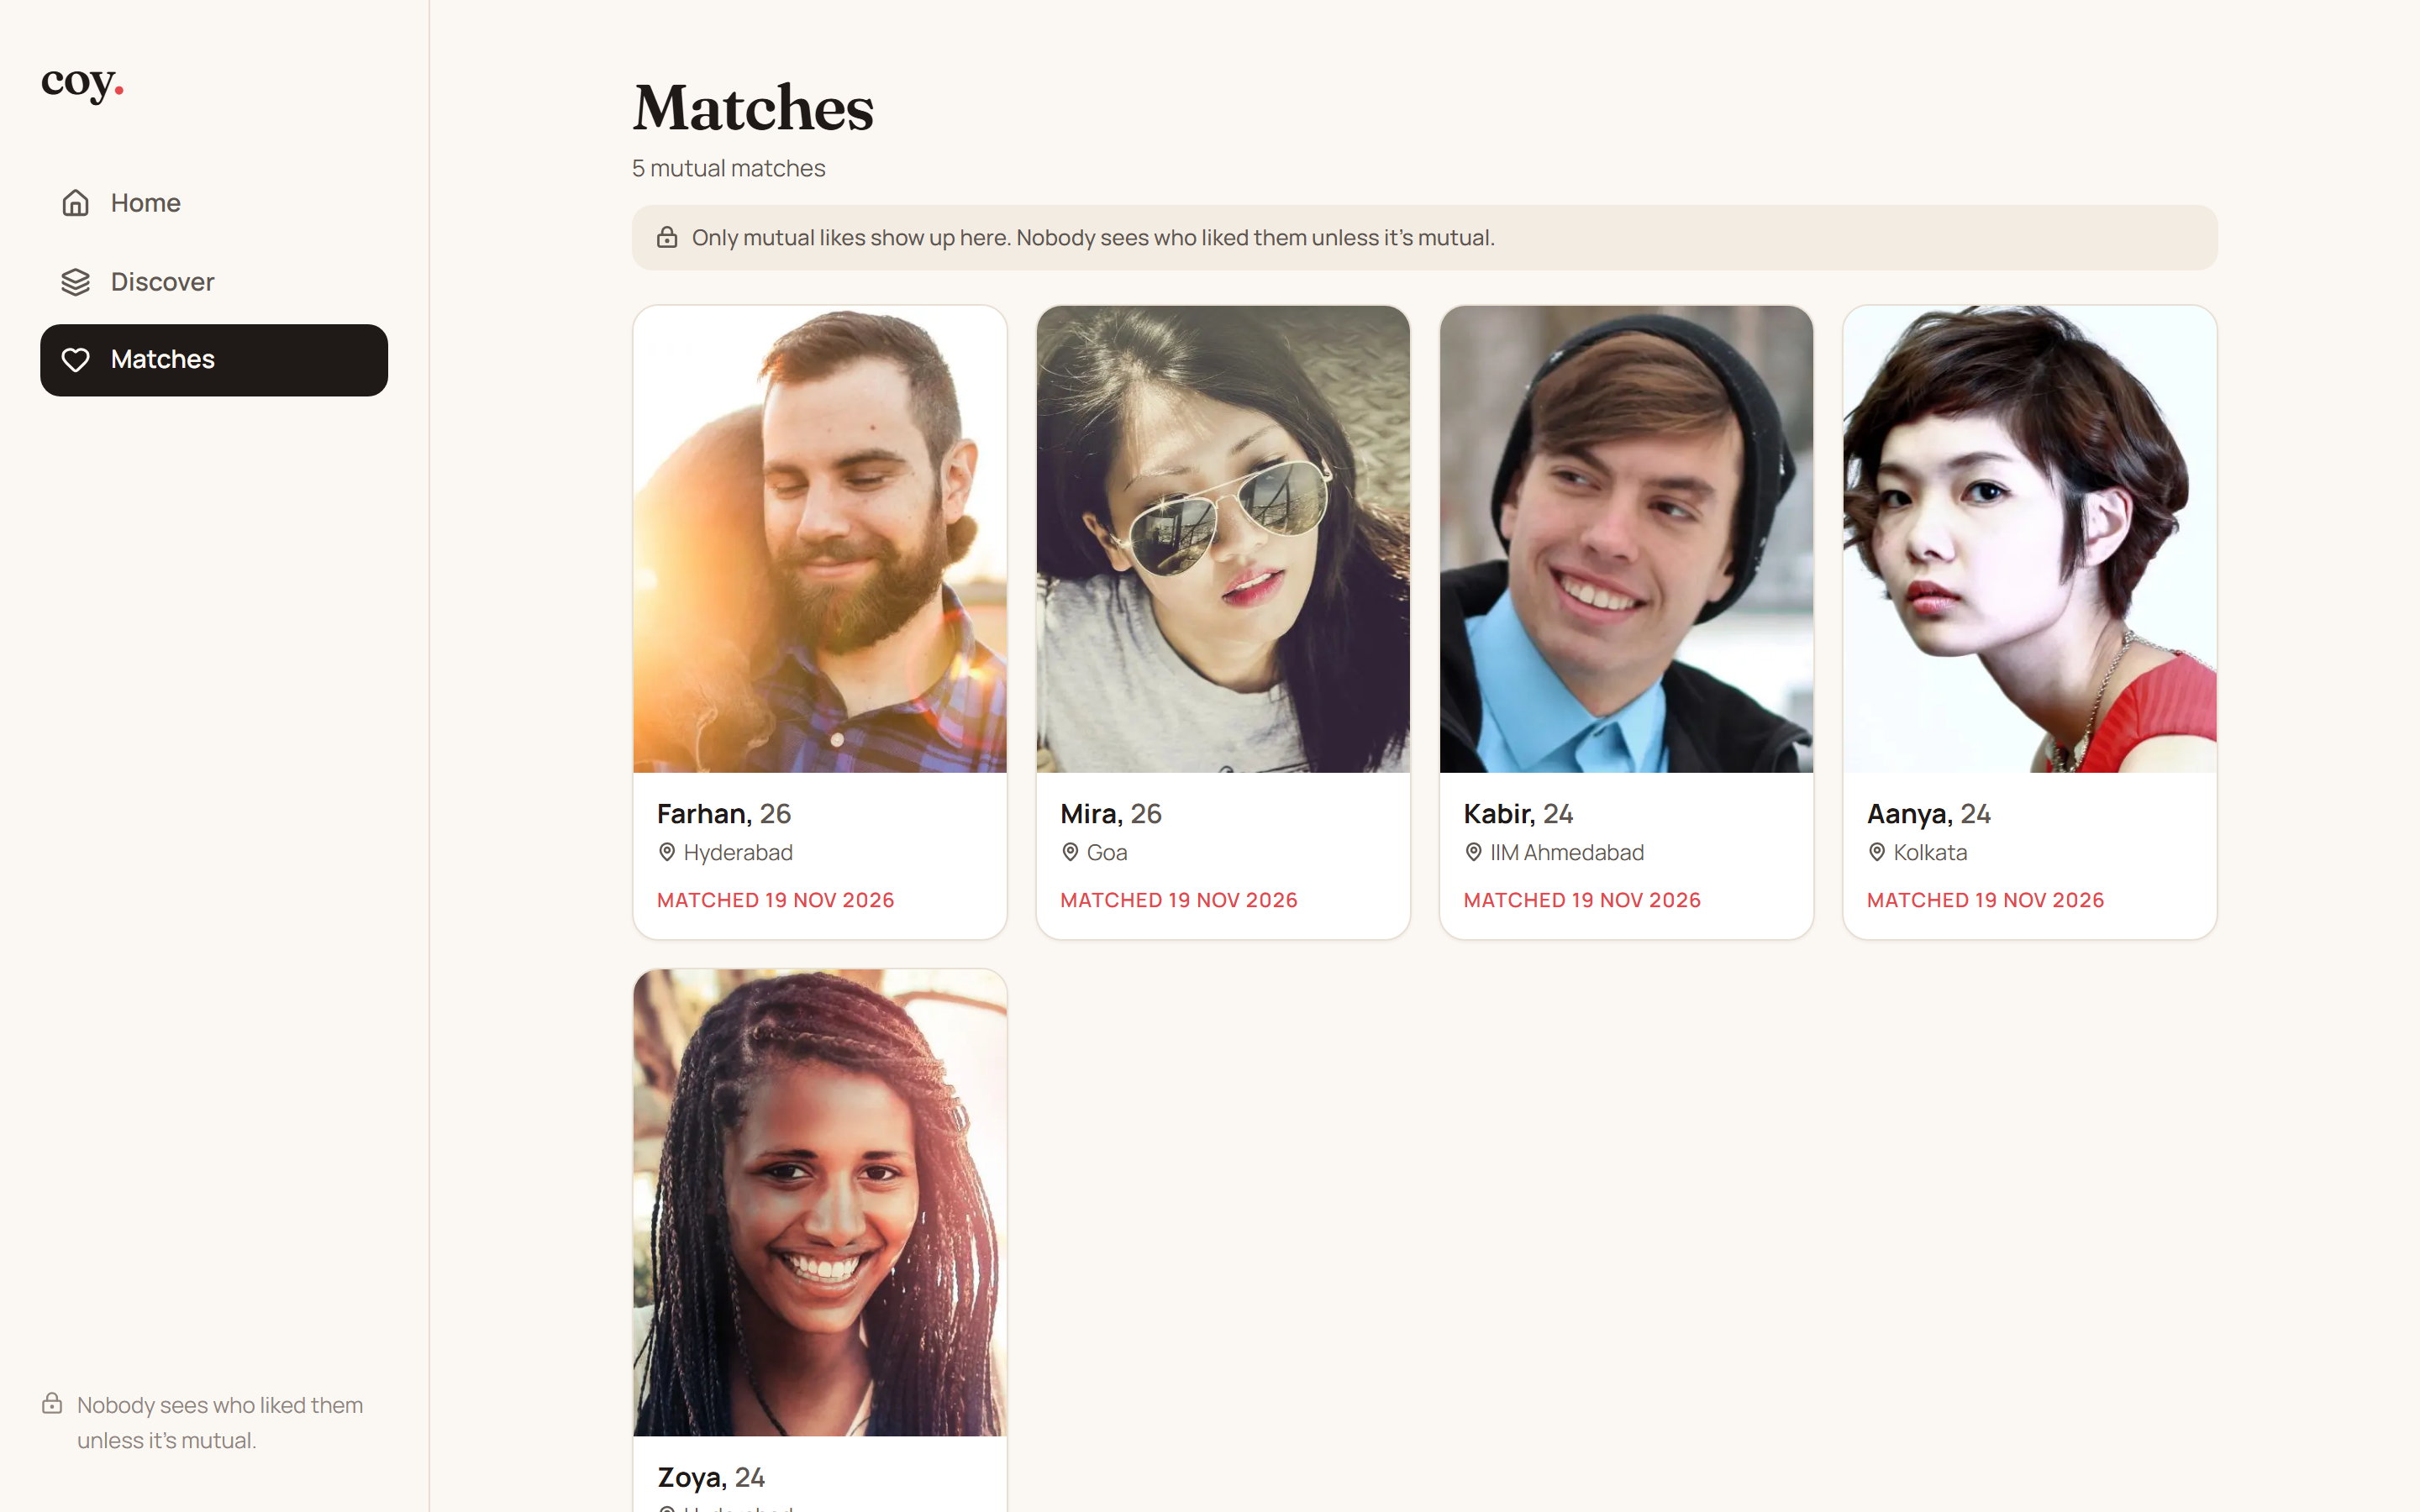 coy.
Home
Discover
Matches
Nobody sees who liked them
unless it's mutual.
Matches
5 mutual matches
Only mutual likes show up here. Nobody sees who liked them unless it's mutual.
Farhan, 26
Hyderabad
MATCHED 19 NOV 2026
Mira, 26
Goa
MATCHED 19 NOV 2026
Kabir, 24
IIM Ahmedabad
MATCHED 19 NOV 2026
Aanya, 24
Kolkata
MATCHED 19 NOV 2026
Zoya, 24